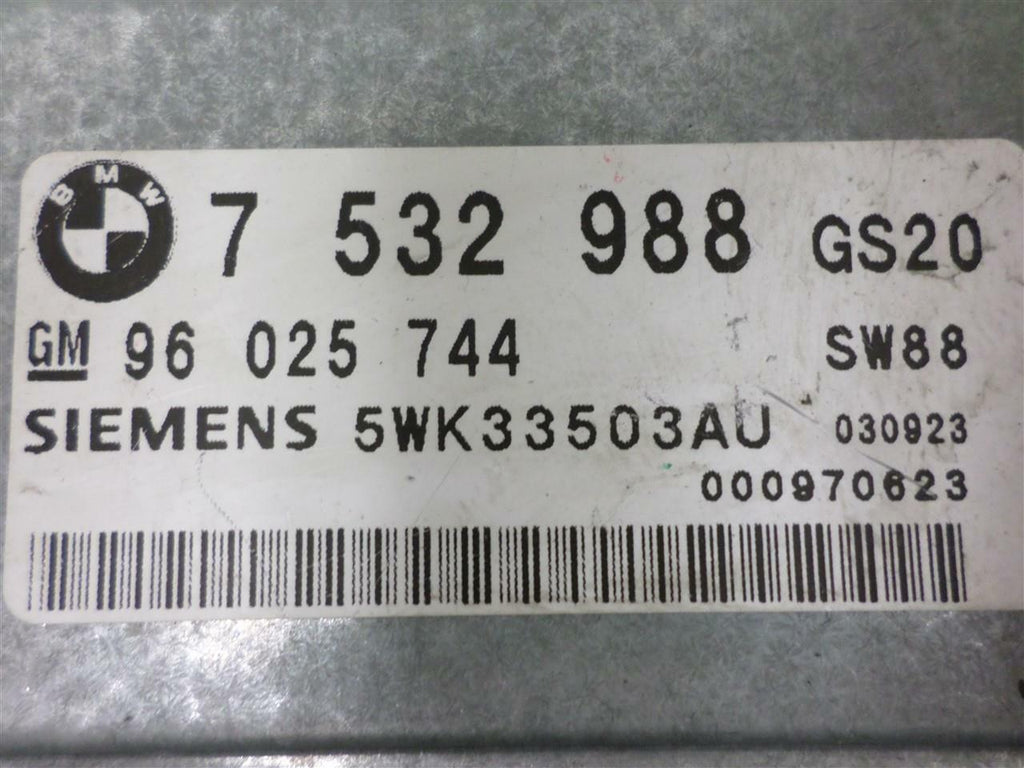 BMW 7 532 988 GS20
GM 96 025 744 SW88
SIEMENS 5WK33503AU 030923
000970623